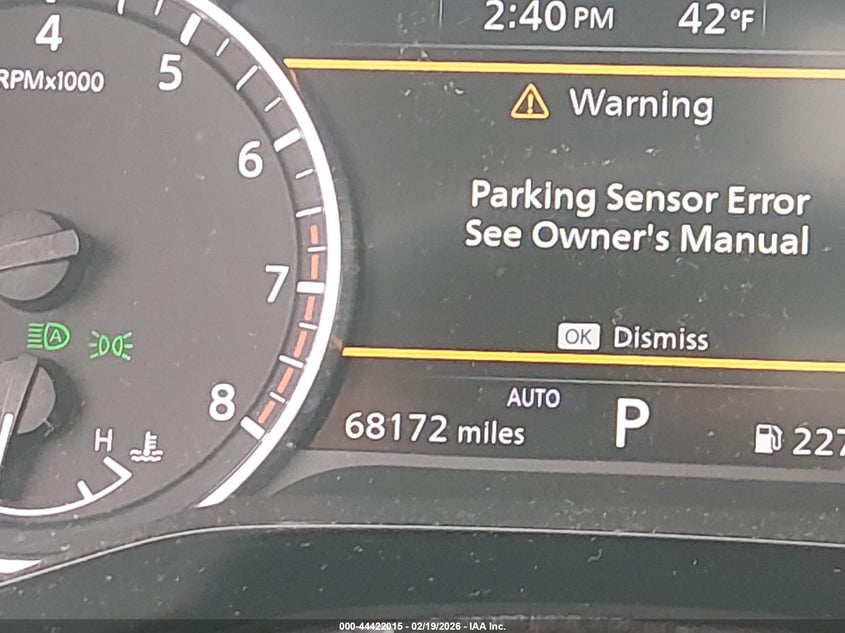 2:40 PM 42°F
4
RPMx1000
5
Warning
6
Parking Sensor Error
See Owner's Manual
7
OK Dismiss
A
8
AUTO
68172 miles P 227
H
000-44422015 - 02/19/2026 - IAA Inc.